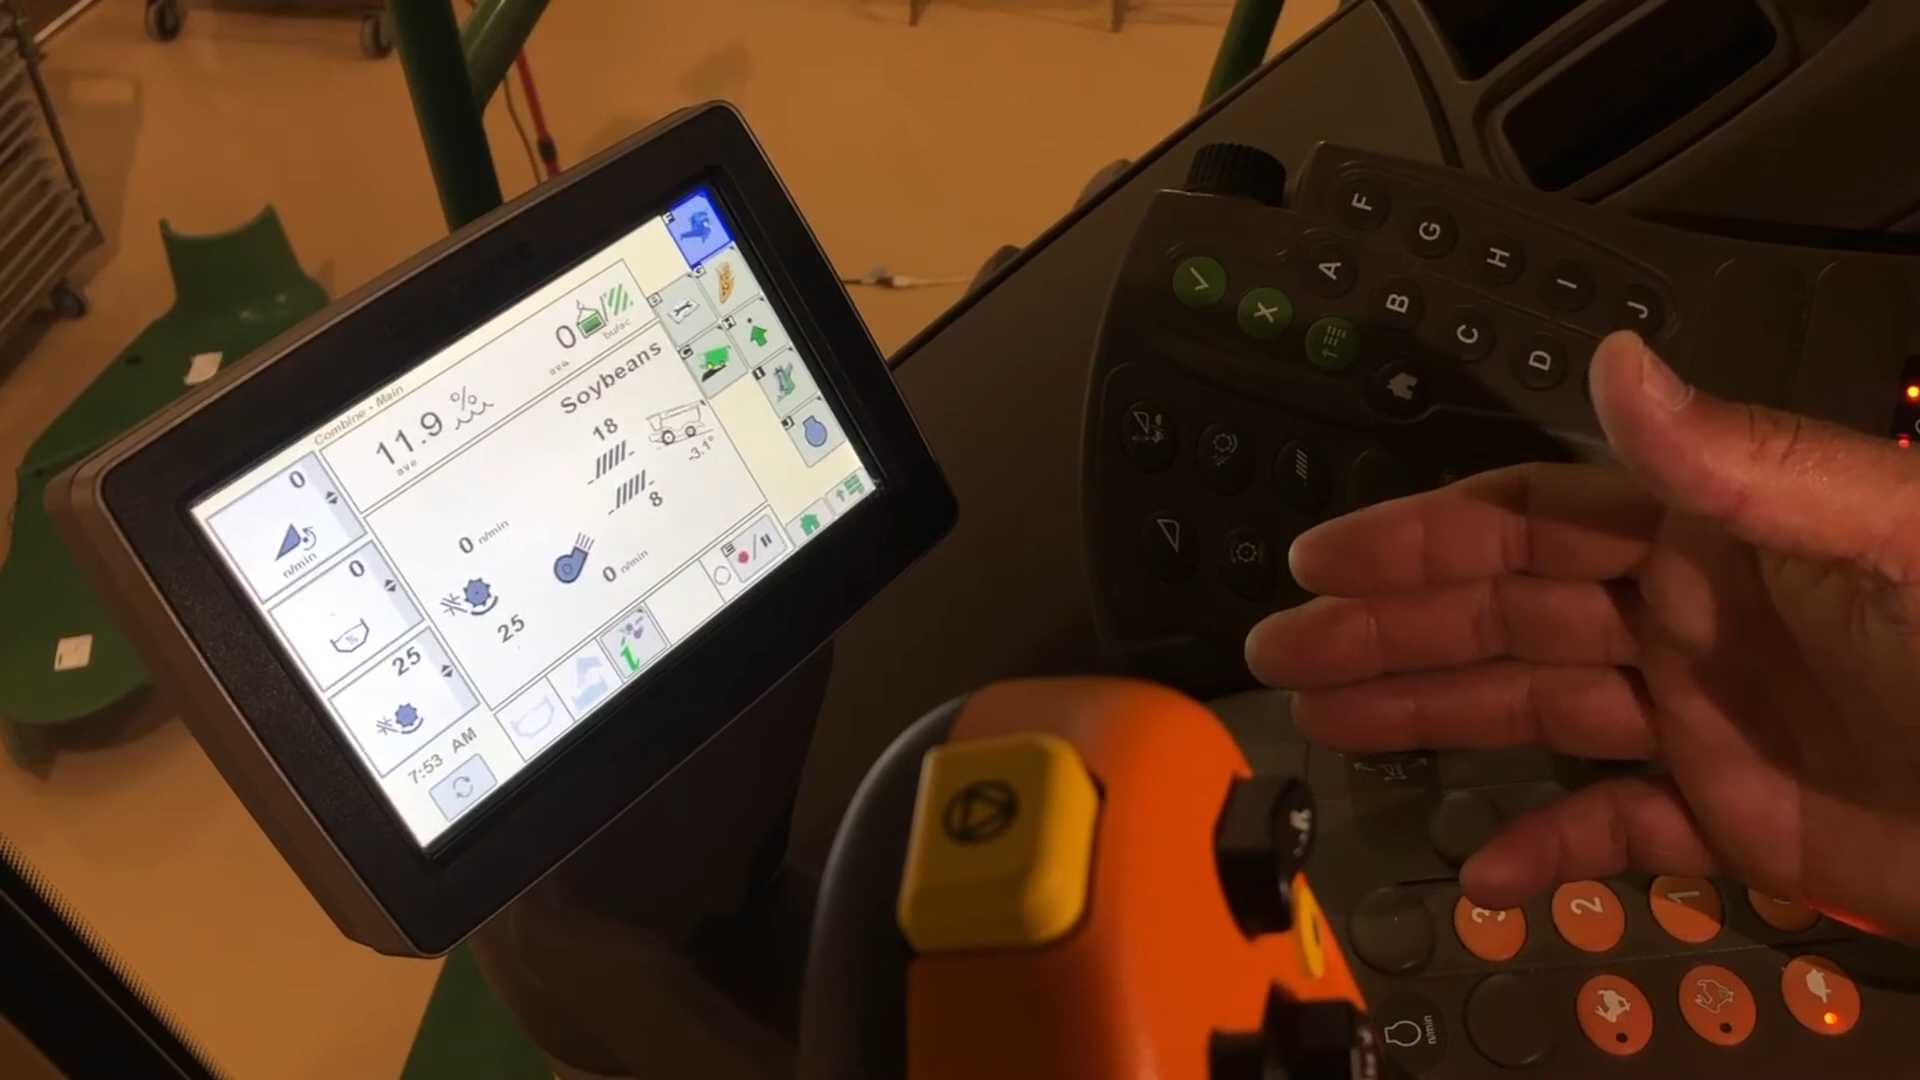 Combine - Main
11.9 %
ave
0
ave
bu/ac
Soybeans
18
8
-3.1°
0 n/min
0 n/min
25
0
n/min
0
%
25
7:53 AM
i
F
G
H
I
J
A
B
C
D
X
3
2
1
n/min